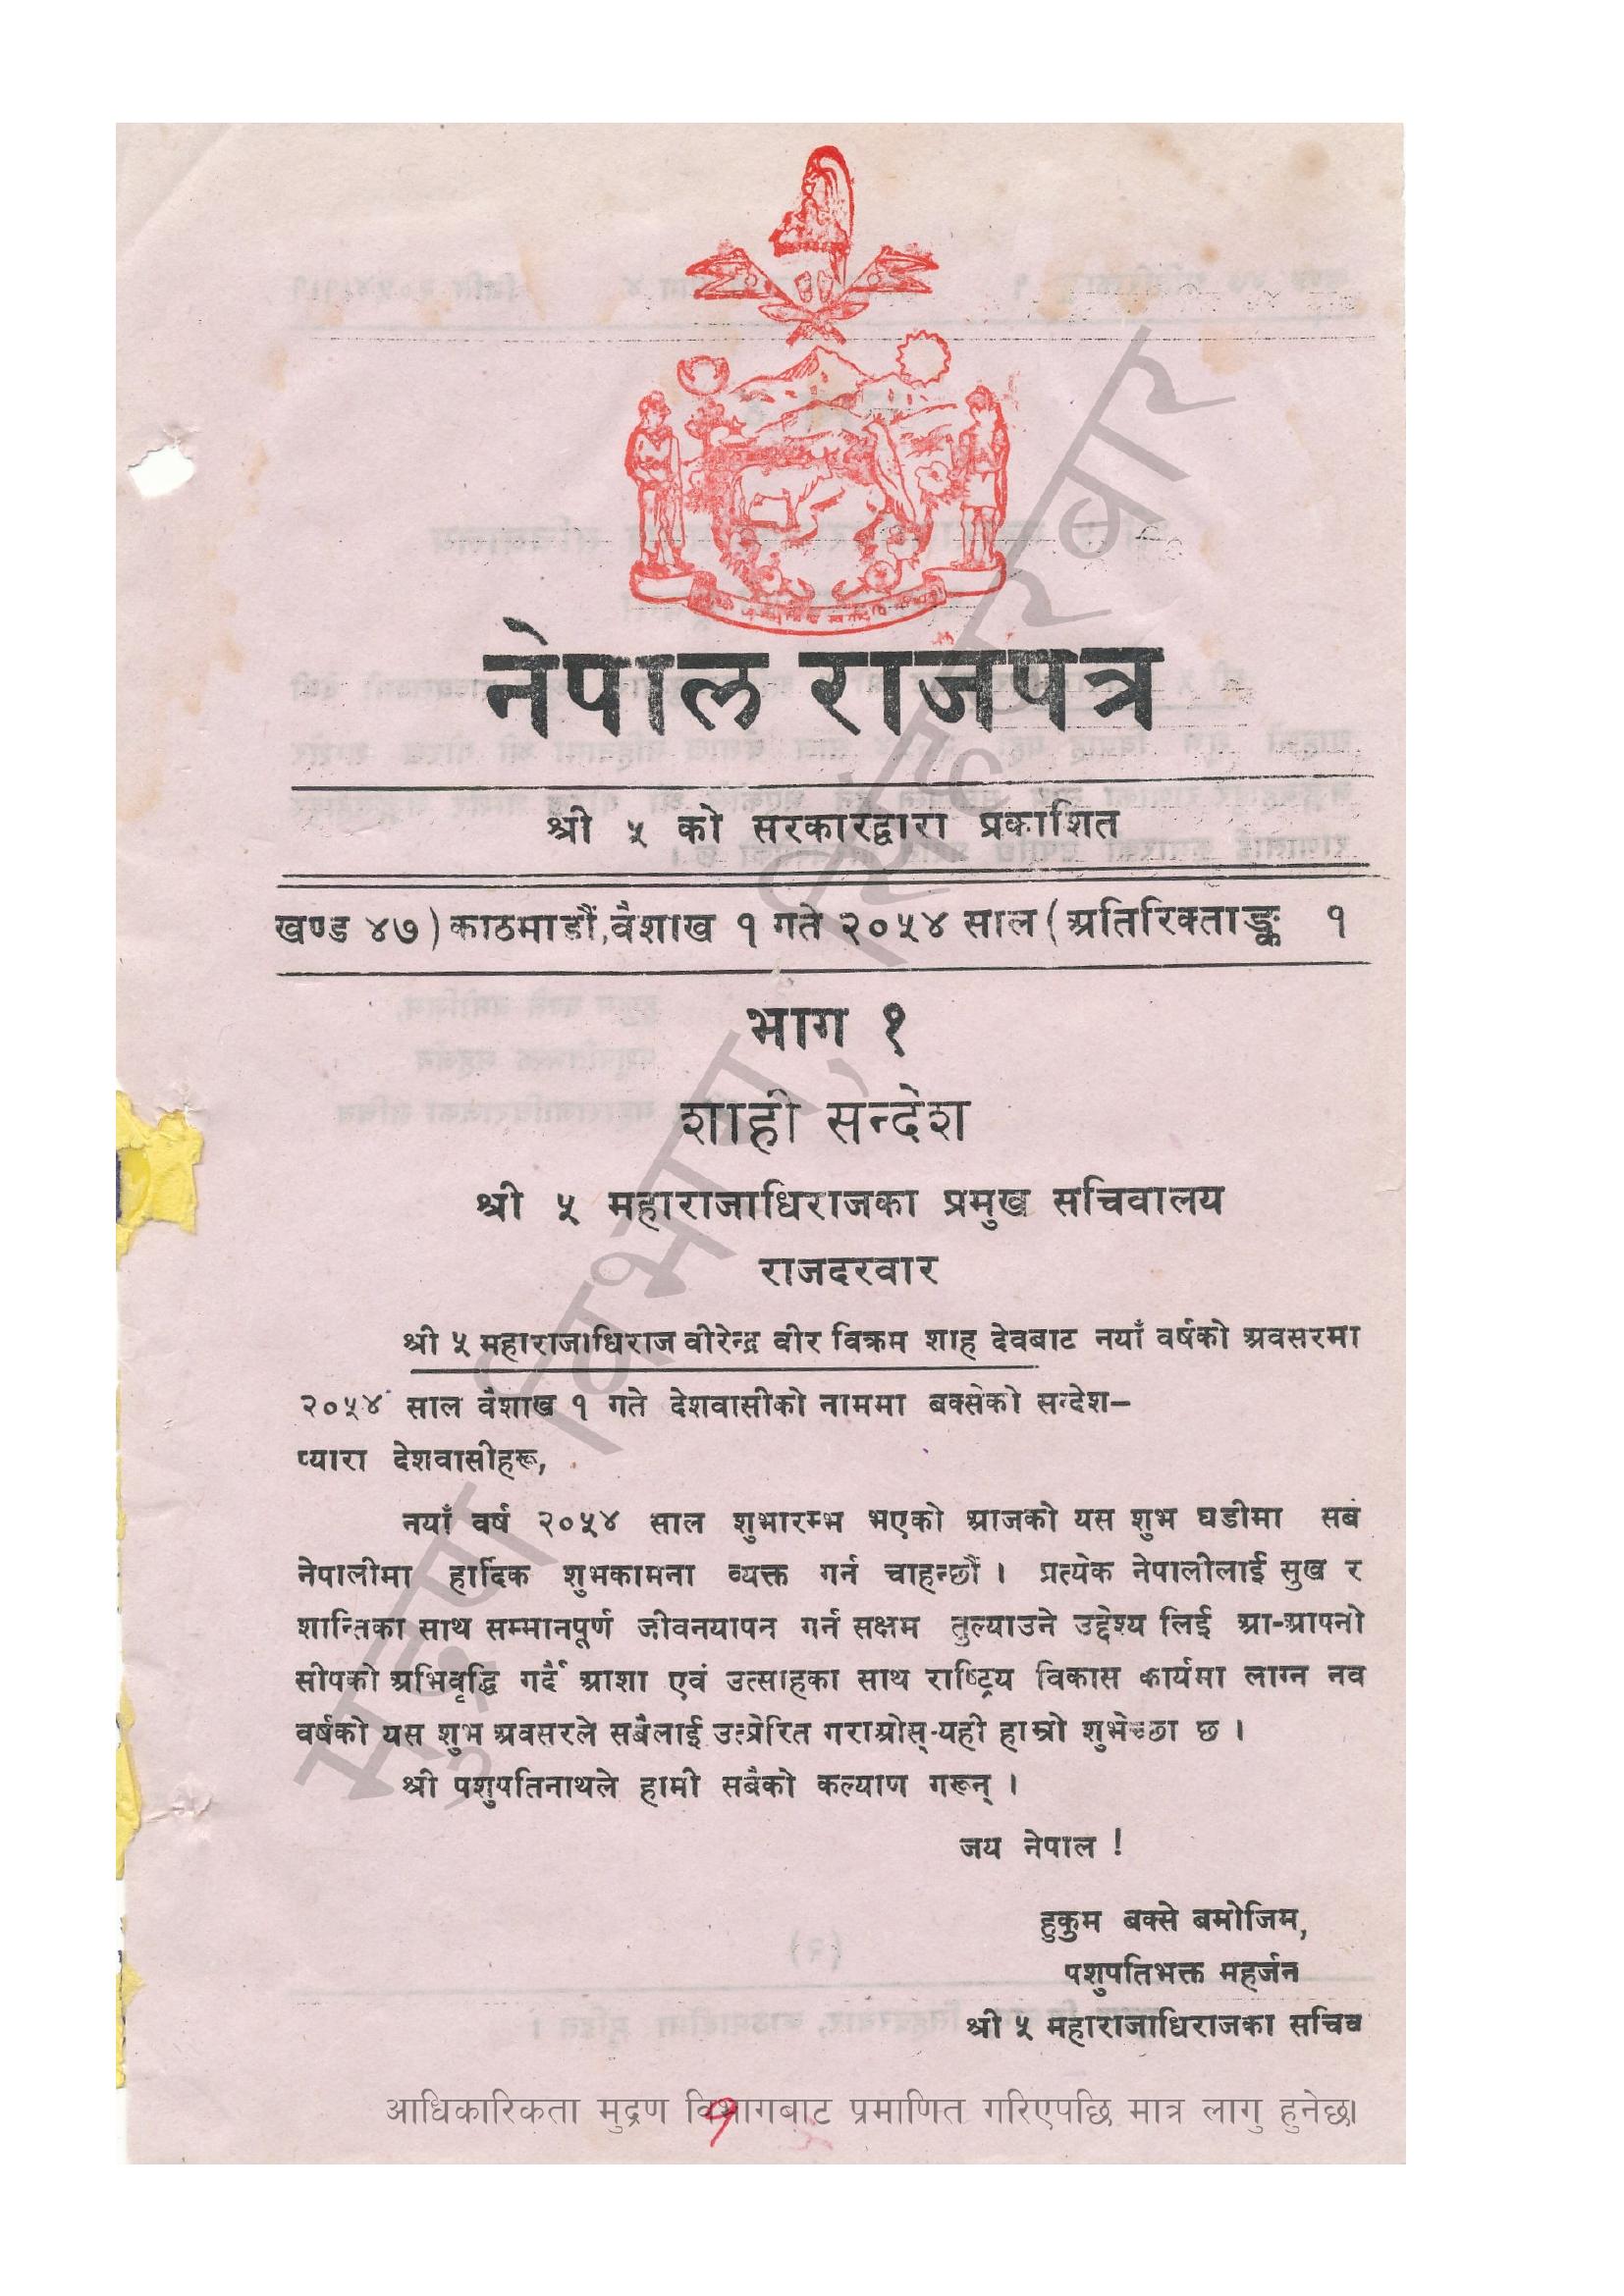 नेपाल राजपत्र
श्री ५ को सरकारद्वारा प्रकाशित
खण्ड ४७) काठमाडौं, वैशाख १ गते २०५४ साल (अतिरिक्ताङ्क १
भाग १
शाही सन्देश
श्री ५ महाराजाधिराजका प्रमुख सचिवालय
राजदरवार
श्री ५ महाराजाधिराज वीरेन्द्र वीर विक्रम शाह देवबाट नयाँ वर्षको अवसरमा
२०५४ साल वैशाख १ गते देशवासीको नाममा बक्सेको सन्देश–
प्यारा देशवासीहरू,
नयाँ वर्ष २०५४ साल शुभारम्भ भएको आजको यस शुभ घडीमा सबै
नेपालीमा हार्दिक शुभकामना व्यक्त गर्न चाहन्छौं । प्रत्येक नेपालीलाई सुख र
शान्तिका साथ सम्मानपूर्ण जीवनयापन गर्न सक्षम तुल्याउने उद्देश्य लिई आ-आपनो
सीपको अभिवृद्धि गर्दै आशा एवं उत्साहका साथ राष्ट्रिय विकास कार्यमा लाग्न नव
वर्षको यस शुभ अवसरले सबैलाई उत्प्रेरित गराओस्-यही हाम्रो शुभेच्छा छ ।
श्री पशुपतिनाथले हामी सबैको कल्याण गरून् ।
जय नेपाल !
हुकुम बक्से बमोजिम,
पशुपतिभक्त महर्जन
श्री ५ महाराजाधिराजका सचिव
मुद्रण विभाग, सिंहदरवार
आधिकारिकता मुद्रण विभागबाट प्रमाणित गरिएपछि मात्र लागु हुनेछ।
१